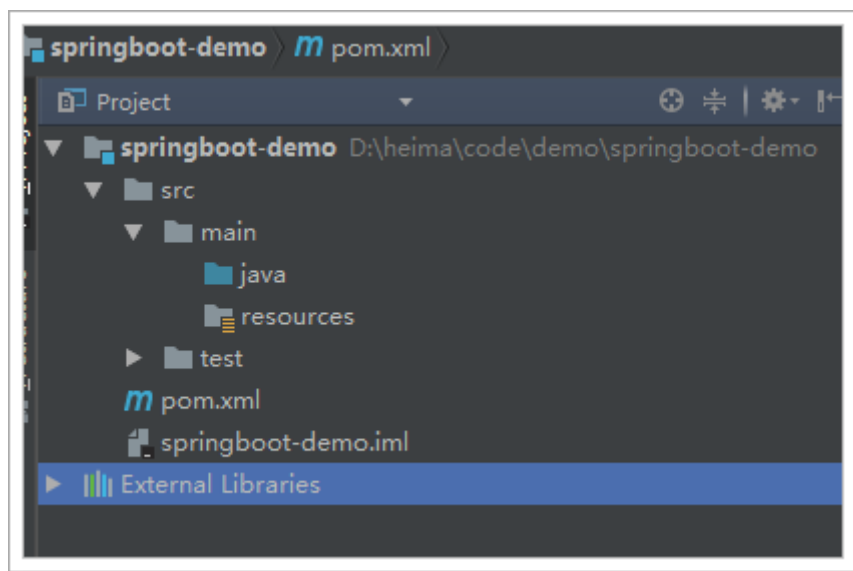 springboot-demo pom.xml
Project
springboot-demo D:\heima\code\demo\springboot-demo
src
main
java
resources
test
pom.xml
springboot-demo.iml
External Libraries